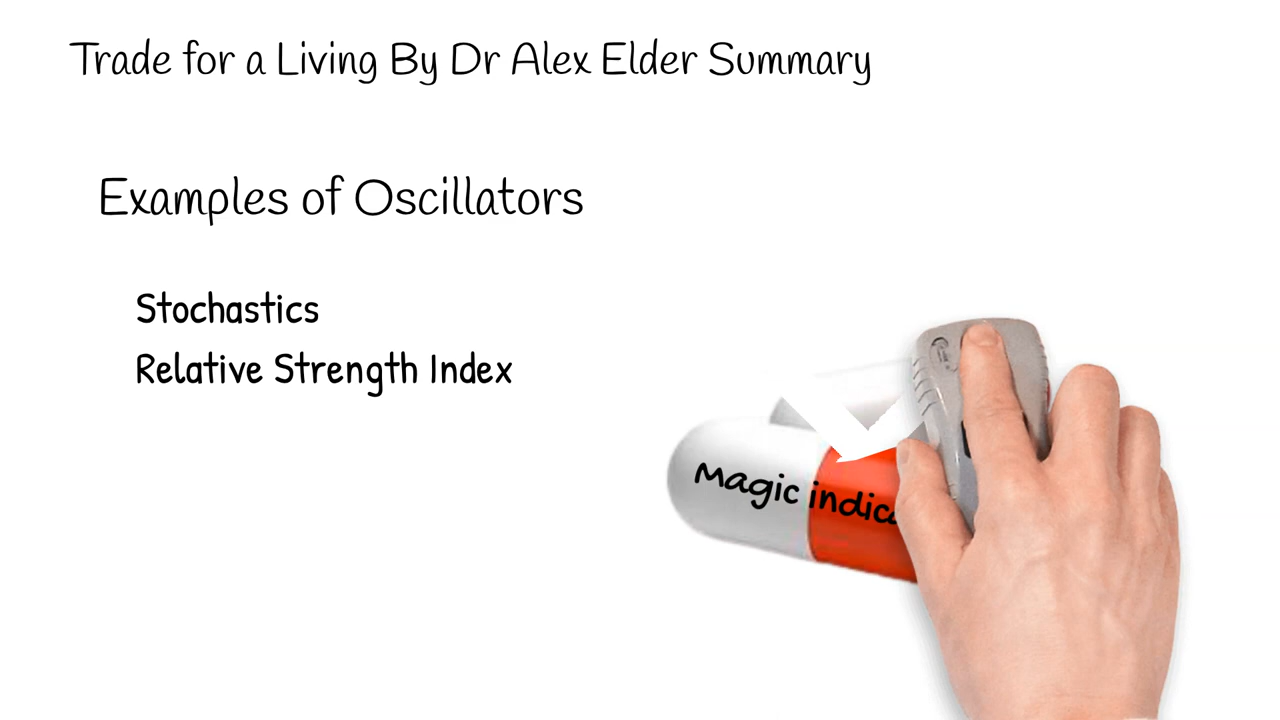 Trade for a Living By Dr Alex Elder Summary
Examples of Oscillators
Stochastics
Relative Strength Index
Magic